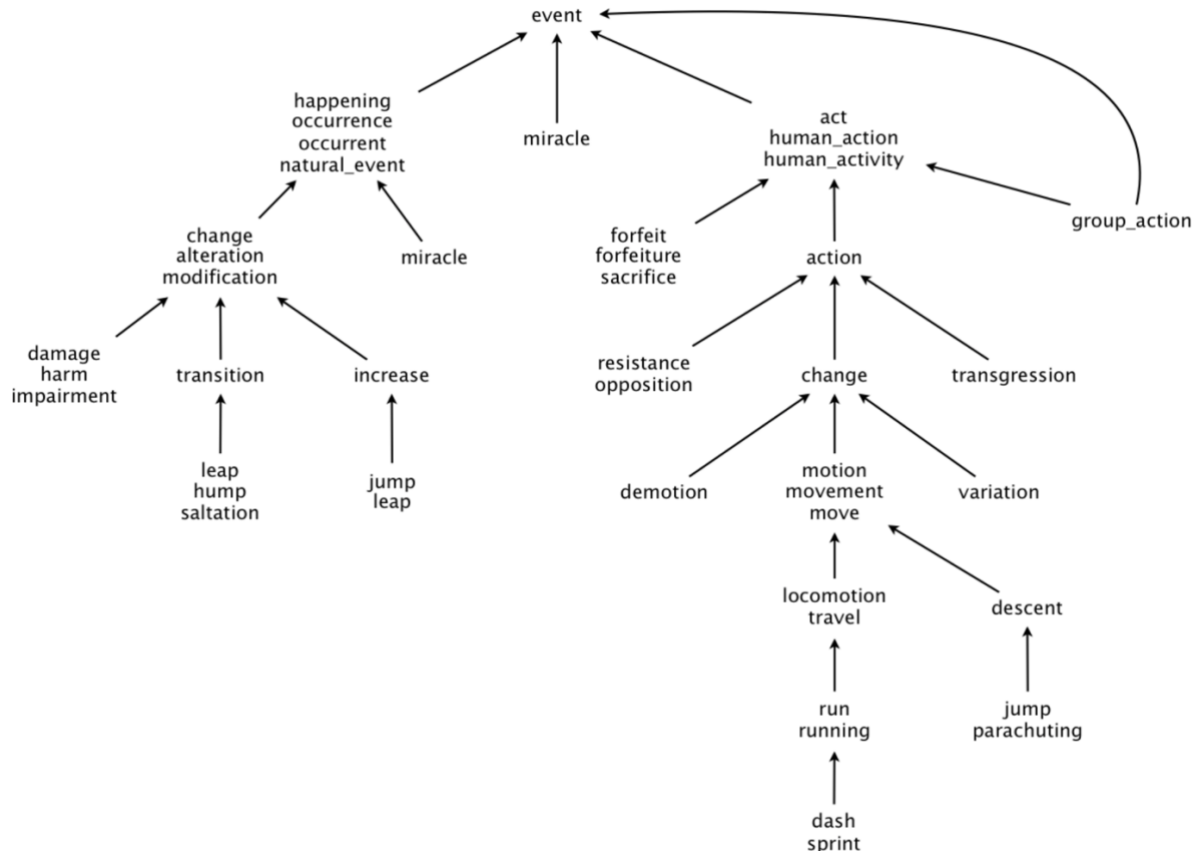 event
happening
occurrence
occurrent
natural_event
miracle
act
human_action
human_activity
group_action
change
alteration
modification
miracle
forfeit
forfeiture
sacrifice
action
damage
harm
impairment
transition
increase
resistance
opposition
change
transgression
leap
hump
saltation
jump
leap
demotion
motion
movement
move
variation
locomotion
travel
descent
run
running
jump
parachuting
dash
sprint